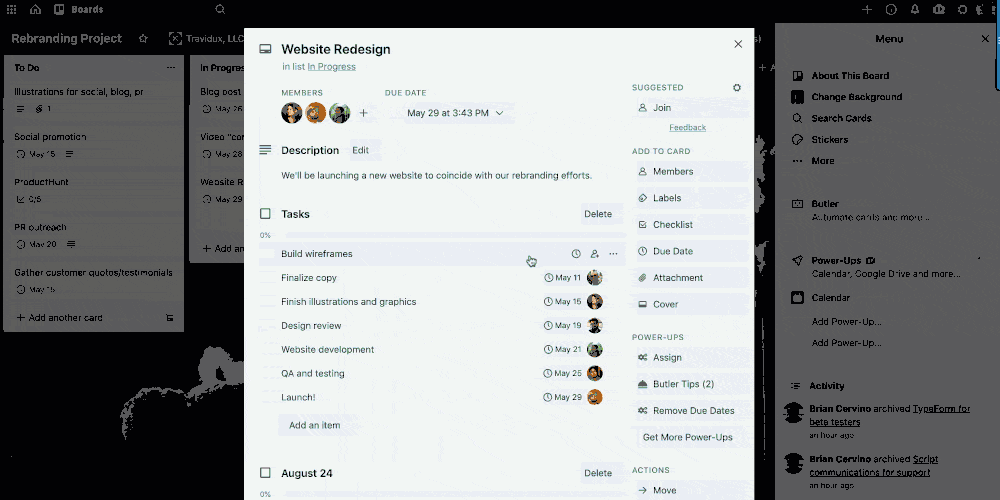 Boards
Rebranding Project
Travidux, LLC
To Do
Illustrations for social, blog, pr
1
Social promotion
May 15
ProductHunt
0/5
PR outreach
May 20
Gather customer quotes/testimonials
May 15
Add another card
In Progress
Blog post
May 26
Video "con
May 28
Website R
May 29
Add an
Website Redesign
in list In Progress
MEMBERS
DUE DATE
May 29 at 3:43 PM
Description
Edit
We'll be launching a new website to coincide with our rebranding efforts.
Tasks
Delete
0%
Build wireframes
Finalize copy
May 11
Finish illustrations and graphics
May 15
Design review
May 19
Website development
May 21
QA and testing
May 25
Launch!
May 29
Add an item
August 24
Delete
0%
SUGGESTED
Join
Feedback
ADD TO CARD
Members
Labels
Checklist
Due Date
Attachment
Cover
POWER-UPS
Assign
Butler Tips (2)
Remove Due Dates
Get More Power-Ups
ACTIONS
Move
Menu
About This Board
Change Background
Search Cards
Stickers
More
Butler
Automate cards and more...
Power-Ups
Calendar, Google Drive and more...
Calendar
Add Power-Up...
Add Power-Up...
Activity
Brian Cervino archived TypeForm for
beta testers
an hour ago
Brian Cervino archived Script
communications for support
an hour ago